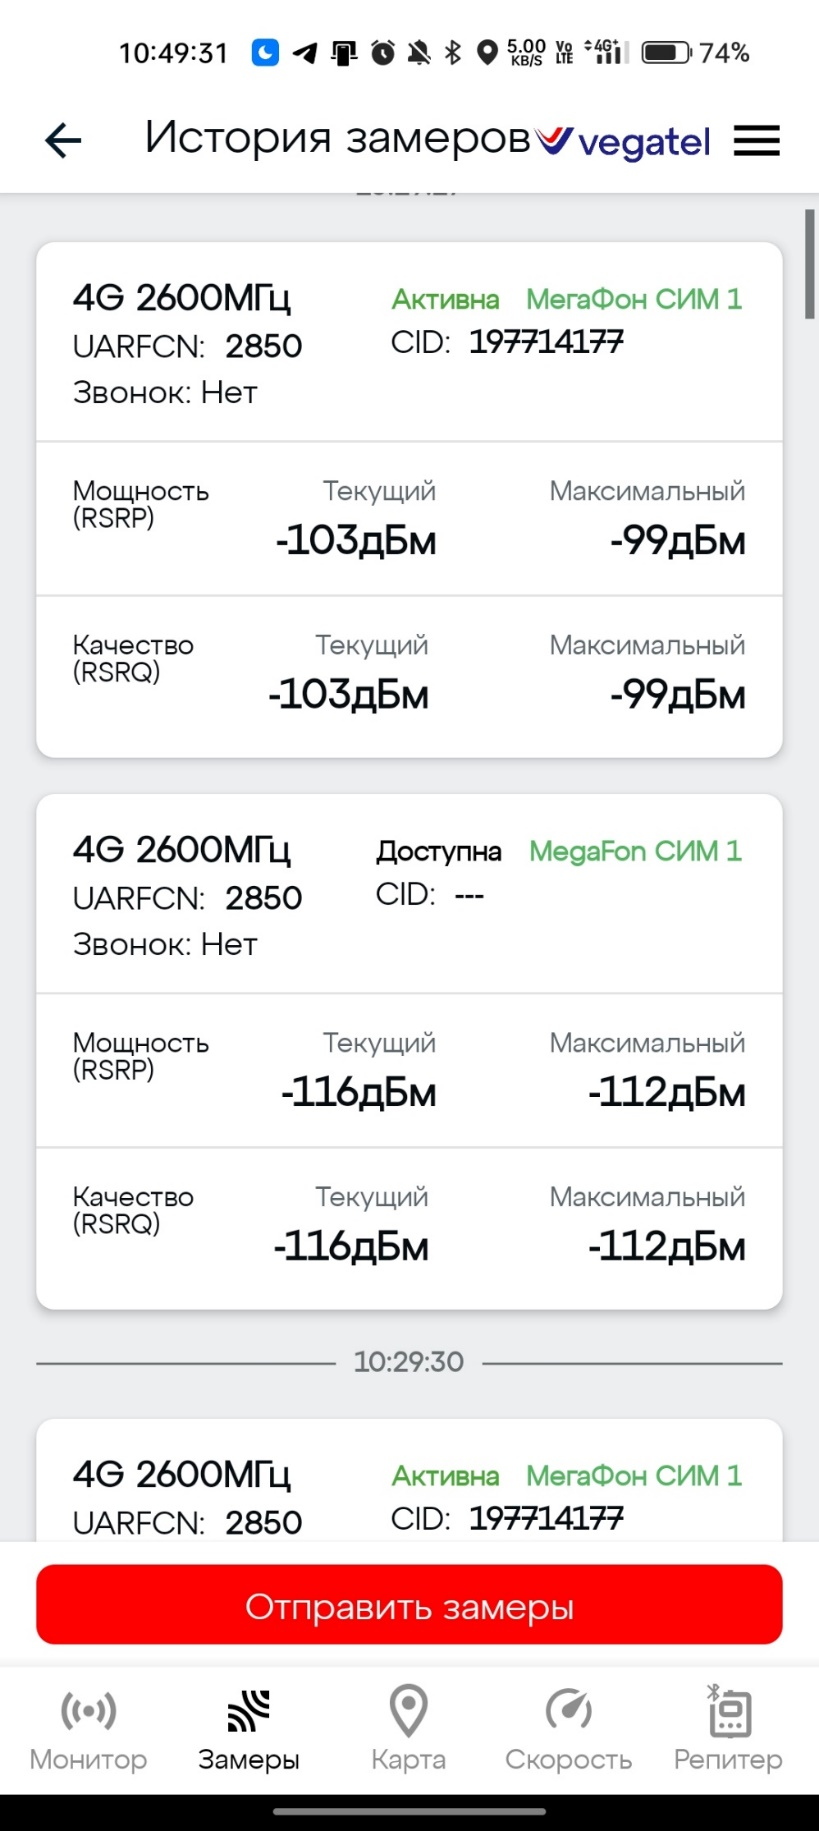 10:49:31 5.00 KB/S Vo LTE 4G+ 74%
История замеров vegatel
4G 2600МГц Активна МегаФон СИМ 1
UARFCN: 2850 CID: 197714177
Звонок: Нет
Мощность Текущий Максимальный
(RSRP) -103дБм -99дБм
Качество Текущий Максимальный
(RSRQ) -103дБм -99дБм
4G 2600МГц Доступна MegaFon СИМ 1
UARFCN: 2850 CID: ---
Звонок: Нет
Мощность Текущий Максимальный
(RSRP) -116дБм -112дБм
Качество Текущий Максимальный
(RSRQ) -116дБм -112дБм
10:29:30
4G 2600МГц Активна МегаФон СИМ 1
UARFCN: 2850 CID: 197714177
Отправить замеры
Монитор Замеры Карта Скорость Репитер